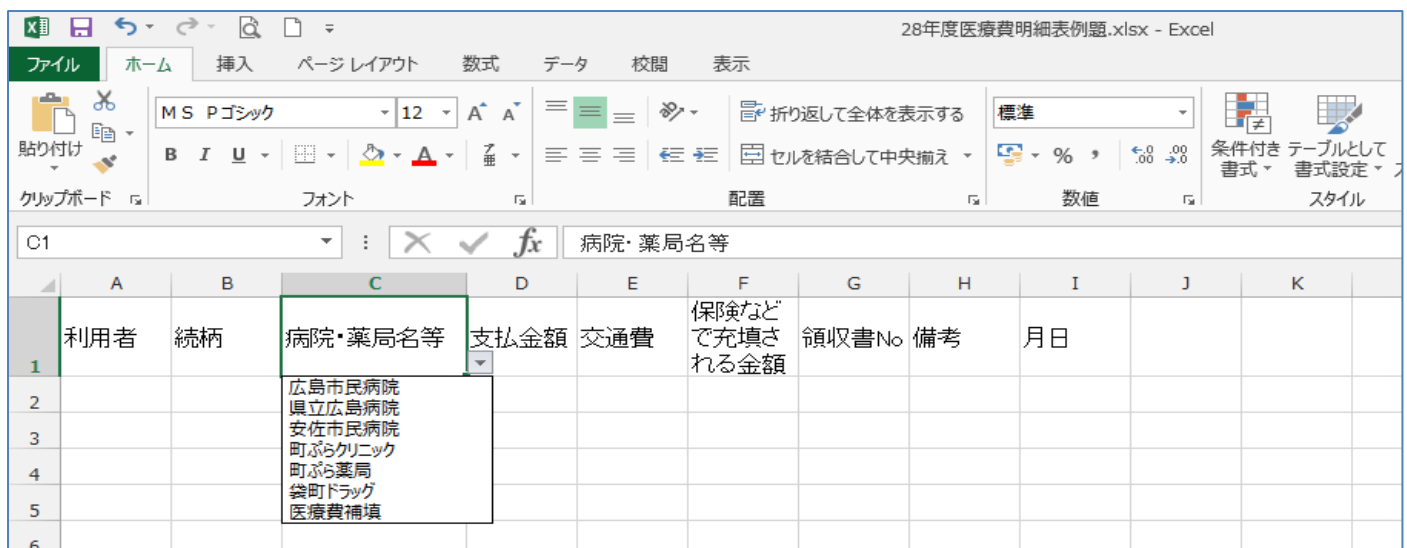 28年度医療費明細表例題.xlsx - Excel
ファイル ホーム 挿入 ページ レイアウト 数式 データ 校閲 表示
ＭＳ Ｐゴシック 12 A A 折り返して全体を表示する 標準
貼り付け B I U A 亜 セルを結合して中央揃え % , .0 .00 .00 .0 条件付き書式 テーブルとして書式設定
クリップボード フォント 配置 数値 スタイル
C1 fx 病院・薬局名等
A B C D E F G H I J K
1 利用者 続柄 病院・薬局名等 支払金額 交通費 保険などで充填される金額 領収書No 備考 月日
広島市民病院
2
県立広島病院
安佐市民病院
3
町ぷらクリニック
町ぷら薬局
4
袋町ドラッグ
医療費補填
5
6